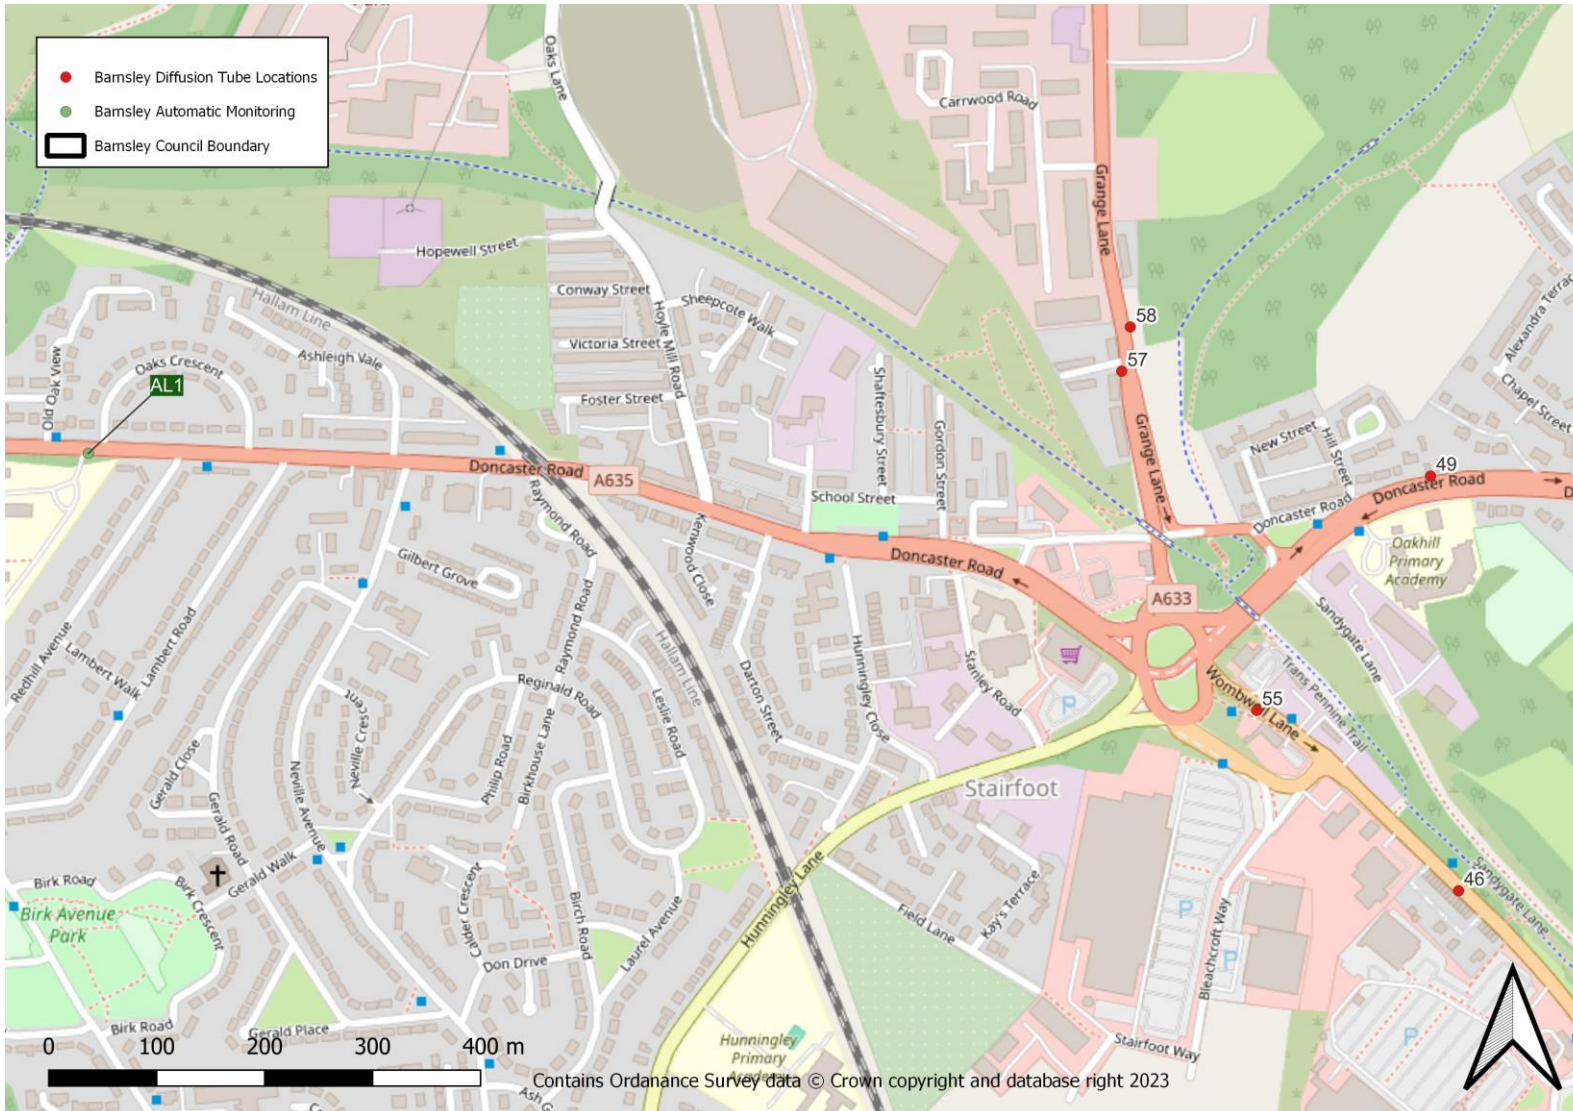 Barnsley Diffusion Tube Locations
Barnsley Automatic Monitoring
Barnsley Council Boundary
Oaks Lane
Carrwood Road
Grange Lane
Hopewell Street
Hallam Line
Conway Street
Sheepcote Walk
Hoyle Mill Road
Victoria Street
Foster Street
Ashleigh Vale
Oaks Crescent
Old Oak View
AL1
58
57
Grange Lane
Alexandra Terrace
Chapel Street
New Street
Hill Street
49
Doncaster Road
Doncaster Road
Shaftesbury Street
Gordon Street
School Street
Doncaster Road
A635
Doncaster Road
Raymond Road
Kenwood Close
Gilbert Grove
Oakhill
Primary
Academy
A633
Sandygate Lane
Redhill Avenue
Lambert Walk
Lambert Road
Raymond Road
Hallam Line
Darton Street
Hunningley Close
Stanley Road
Wombwell Lane
55
Trans Pennine Trail
Reginald Road
Leslie Road
Neville Crescent
Philip Road
Birkhouse Lane
Gerald Close
Gerald Road
Neville Avenue
Stairfoot
P
Gerald Walk
Birk Road
Birk Crescent
Birk Avenue
Park
Hunningley Lane
Field Lane
Kay's Terrace
Calder Crescent
Birch Road
Laurel Avenue
Don Drive
P
P
Bleachcroft Way
46
Sandygate Lane
P
Birk Road
Gerald Place
Stairfoot Way
Hunningley
Primary
Academy
Ash G
0 100 200 300 400 m
Contains Ordanance Survey data © Crown copyright and database right 2023